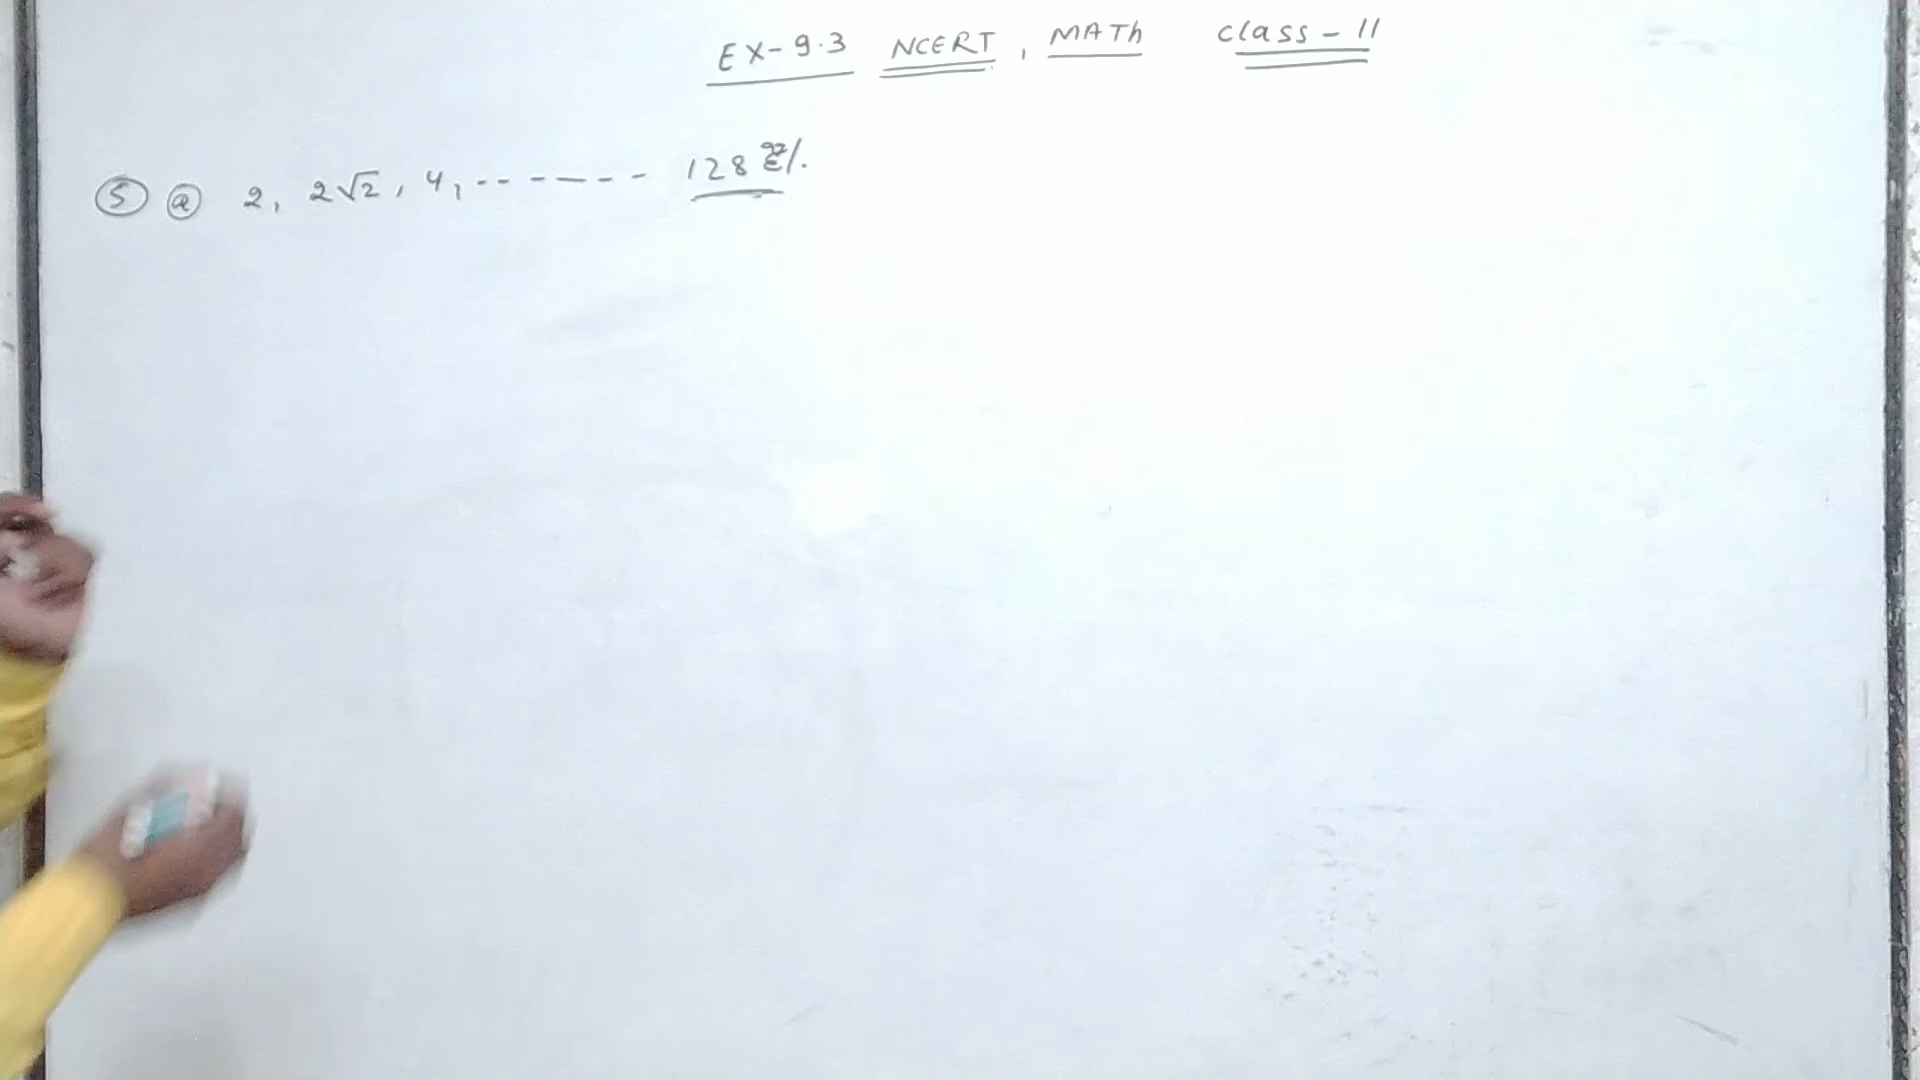 EX-9.3 NCERT, MATh class-11
5 a 2, 2√2, 4, ------- 128